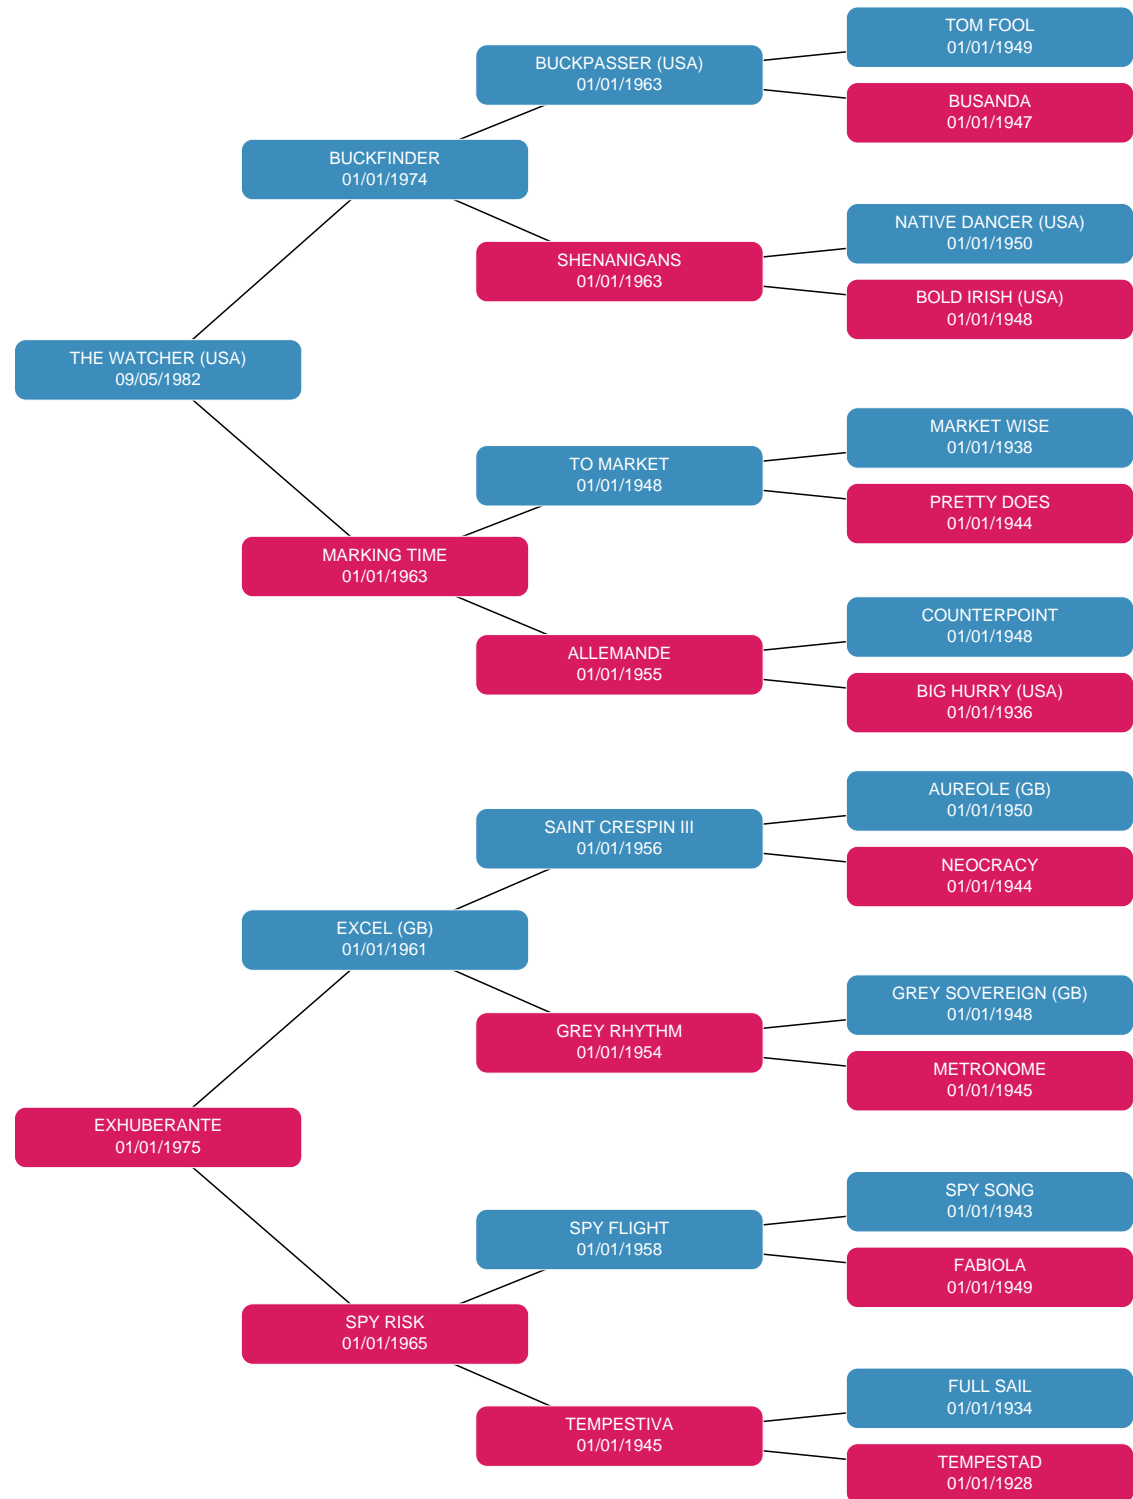 TOM FOOL
01/01/1949
BUCKPASSER (USA)
01/01/1963
BUSANDA
01/01/1947
BUCKFINDER
01/01/1974
NATIVE DANCER (USA)
01/01/1950
SHENANIGANS
01/01/1963
BOLD IRISH (USA)
01/01/1948
THE WATCHER (USA)
09/05/1982
MARKET WISE
01/01/1938
TO MARKET
01/01/1948
PRETTY DOES
01/01/1944
MARKING TIME
01/01/1963
COUNTERPOINT
01/01/1948
ALLEMANDE
01/01/1955
BIG HURRY (USA)
01/01/1936
AUREOLE (GB)
01/01/1950
SAINT CRESPIN III
01/01/1956
NEOCRACY
01/01/1944
EXCEL (GB)
01/01/1961
GREY SOVEREIGN (GB)
01/01/1948
GREY RHYTHM
01/01/1954
METRONOME
01/01/1945
EXHUBERANTE
01/01/1975
SPY SONG
01/01/1943
SPY FLIGHT
01/01/1958
FABIOLA
01/01/1949
SPY RISK
01/01/1965
FULL SAIL
01/01/1934
TEMPESTIVA
01/01/1945
TEMPESTAD
01/01/1928